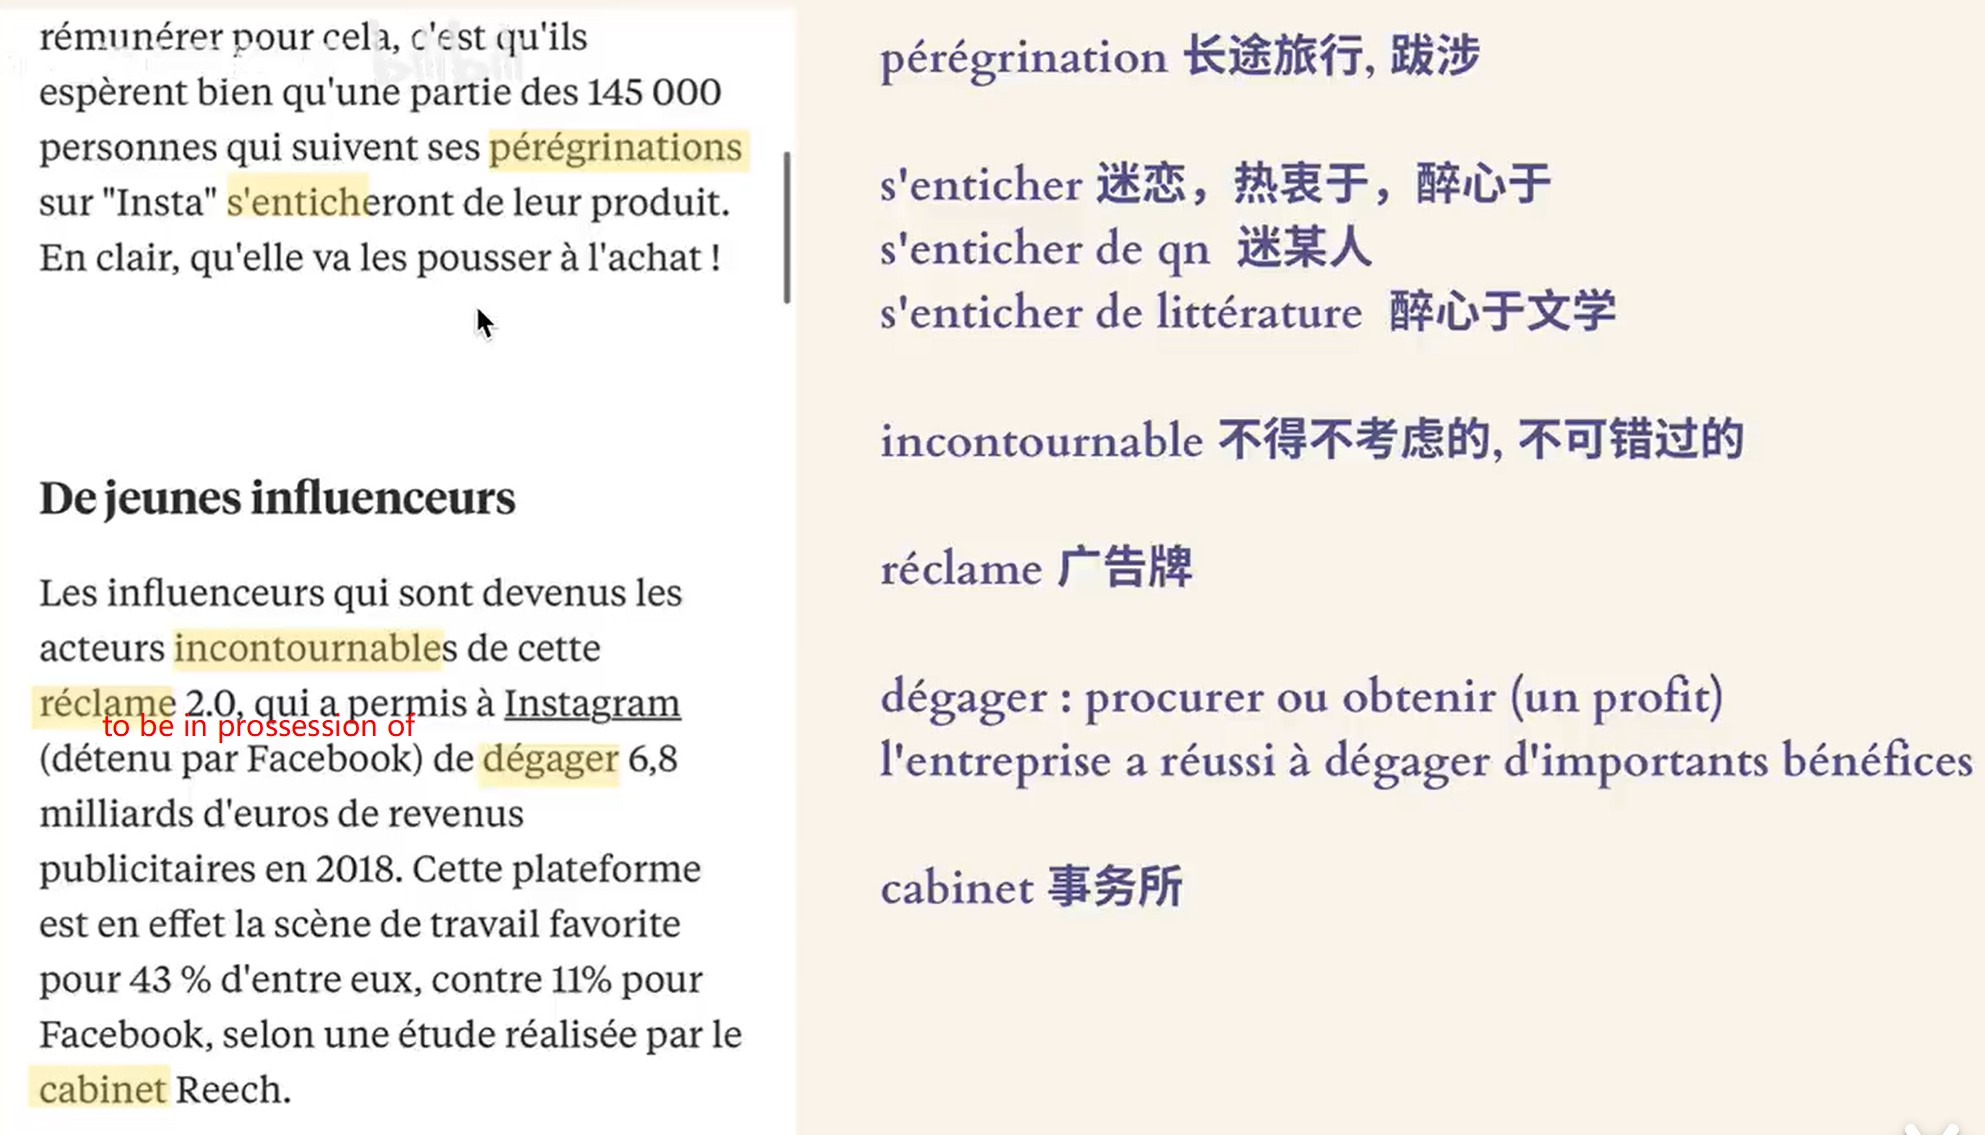 rémunérer pour cela, c'est qu'ils
espèrent bien qu'une partie des 145 000
personnes qui suivent ses pérégrinations
sur "Insta" s'enticheront de leur produit.
En clair, qu'elle va les pousser à l'achat !
De jeunes influenceurs
Les influenceurs qui sont devenus les
acteurs incontournables de cette
réclame 2.0, qui a permis à Instagram
to be in prossession of
(détenu par Facebook) de dégager 6,8
milliards d'euros de revenus
publicitaires en 2018. Cette plateforme
est en effet la scène de travail favorite
pour 43 % d'entre eux, contre 11% pour
Facebook, selon une étude réalisée par le
cabinet Reech.
pérégrination 长途旅行, 跋涉
s'enticher 迷恋，热衷于，醉心于
s'enticher de qn 迷某人
s'enticher de littérature 醉心于文学
incontournable 不得不考虑的, 不可错过的
réclame 广告牌
dégager : procurer ou obtenir (un profit)
l'entreprise a réussi à dégager d'importants bénéfices
cabinet 事务所